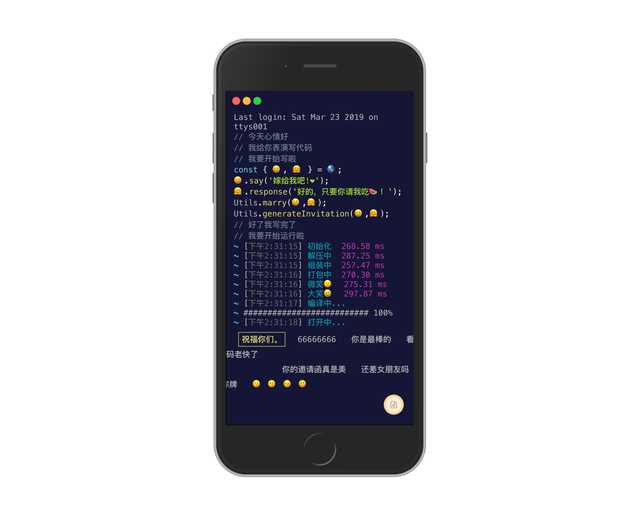 Last login: Sat Mar 23 2019 on
ttys001
// 今天心情好
// 我给你表演写代码
// 我要开始写啦
const { 😄, 🤗 } = 🌏;
😄.say('嫁给我吧!❤');
🤗.response('好的, 只要你请我吃🍉! ');
Utils.marry(😄,🤗);
Utils.generateInvitation(😄,🤗);
// 好了我写完了
// 我要开始运行啦
~ [下午2:31:15] 初始化 268.58 ms
~ [下午2:31:15] 解压中 287.25 ms
~ [下午2:31:15] 组装中 257.47 ms
~ [下午2:31:16] 打包中 270.30 ms
~ [下午2:31:16] 微笑😄 275.31 ms
~ [下午2:31:16] 大笑😄 297.87 ms
~ [下午2:31:17] 编译中...
~ ########################## 100%
~ [下午2:31:18] 打开中...
祝福你们。 66666666 你是最棒的 看
码老快了
你的邀请函真是美 还差女朋友吗
牌 😄 😄 😄 😄